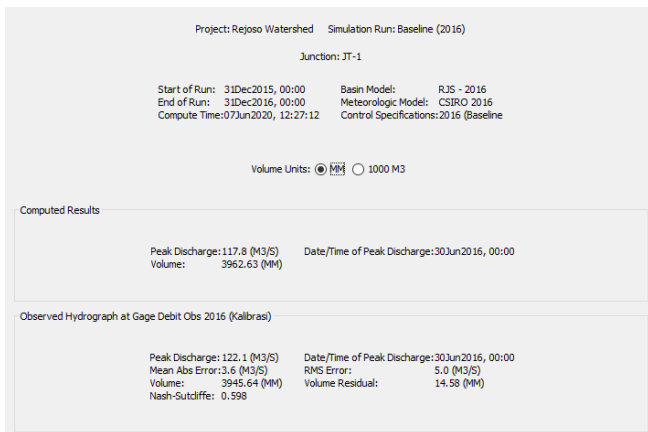 Project: Rejoso Watershed Simulation Run: Baseline (2016)
Junction: JT-1
Start of Run: 31Dec2015, 00:00 Basin Model: RJS - 2016
End of Run: 31Dec2016, 00:00 Meteorologic Model: CSIRO 2016
Compute Time:07Jun2020, 12:27:12 Control Specifications:2016 (Baseline
Volume Units: MM 1000 M3
Computed Results
Peak Discharge:117.8 (M3/S) Date/Time of Peak Discharge:30Jun2016, 00:00
Volume: 3962.63 (MM)
Observed Hydrograph at Gage Debit Obs 2016 (Kalibrasi)
Peak Discharge:122.1 (M3/S) Date/Time of Peak Discharge:30Jun2016, 00:00
Mean Abs Error:3.6 (M3/S) RMS Error: 5.0 (M3/S)
Volume: 3945.64 (MM) Volume Residual: 14.58 (MM)
Nash-Sutcliffe: 0.598